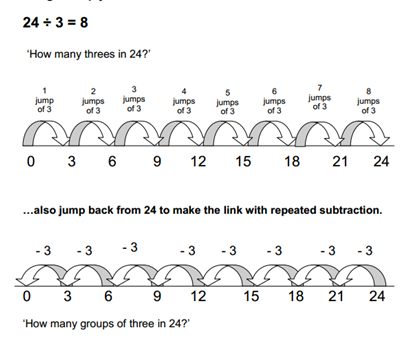 24 ÷ 3 = 8
‘How many threes in 24?’
1 2 3 4 5 6 7 8
jump jumps jumps jumps jumps jumps jumps jumps
of 3 of 3 of 3 of 3 of 3 of 3 of 3 of 3
0 3 6 9 12 15 18 21 24
...also jump back from 24 to make the link with repeated subtraction.
- 3 - 3 - 3 - 3 - 3 - 3 - 3 - 3
0 3 6 9 12 15 18 21 24
‘How many groups of three in 24?’